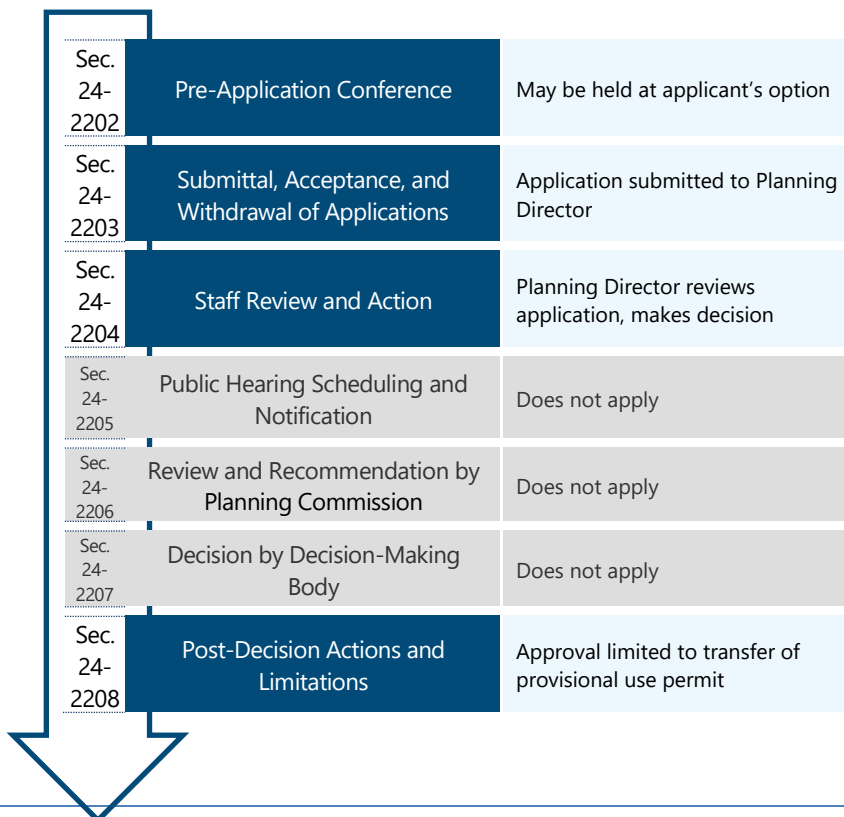 Sec.
24-
2202
Pre-Application Conference
May be held at applicant’s option
Sec.
24-
2203
Submittal, Acceptance, and
Withdrawal of Applications
Application submitted to Planning
Director
Sec.
24-
2204
Staff Review and Action
Planning Director reviews
application, makes decision
Sec.
24-
2205
Public Hearing Scheduling and
Notification
Does not apply
Sec.
24-
2206
Review and Recommendation by
Planning Commission
Does not apply
Sec.
24-
2207
Decision by Decision-Making
Body
Does not apply
Sec.
24-
2208
Post-Decision Actions and
Limitations
Approval limited to transfer of
provisional use permit